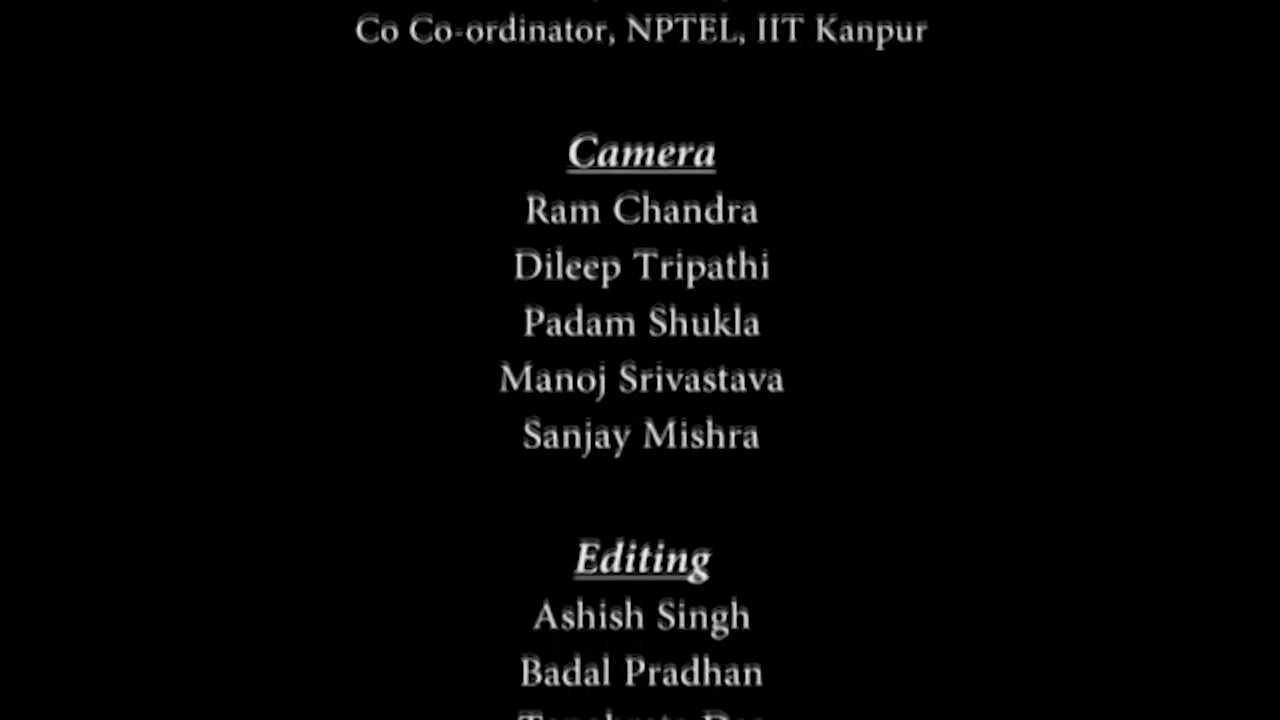 Co Co-ordinator, NPTEL, IIT Kanpur
Camera
Ram Chandra
Dileep Tripathi
Padam Shukla
Manoj Srivastava
Sanjay Mishra
Editing
Ashish Singh
Badal Pradhan